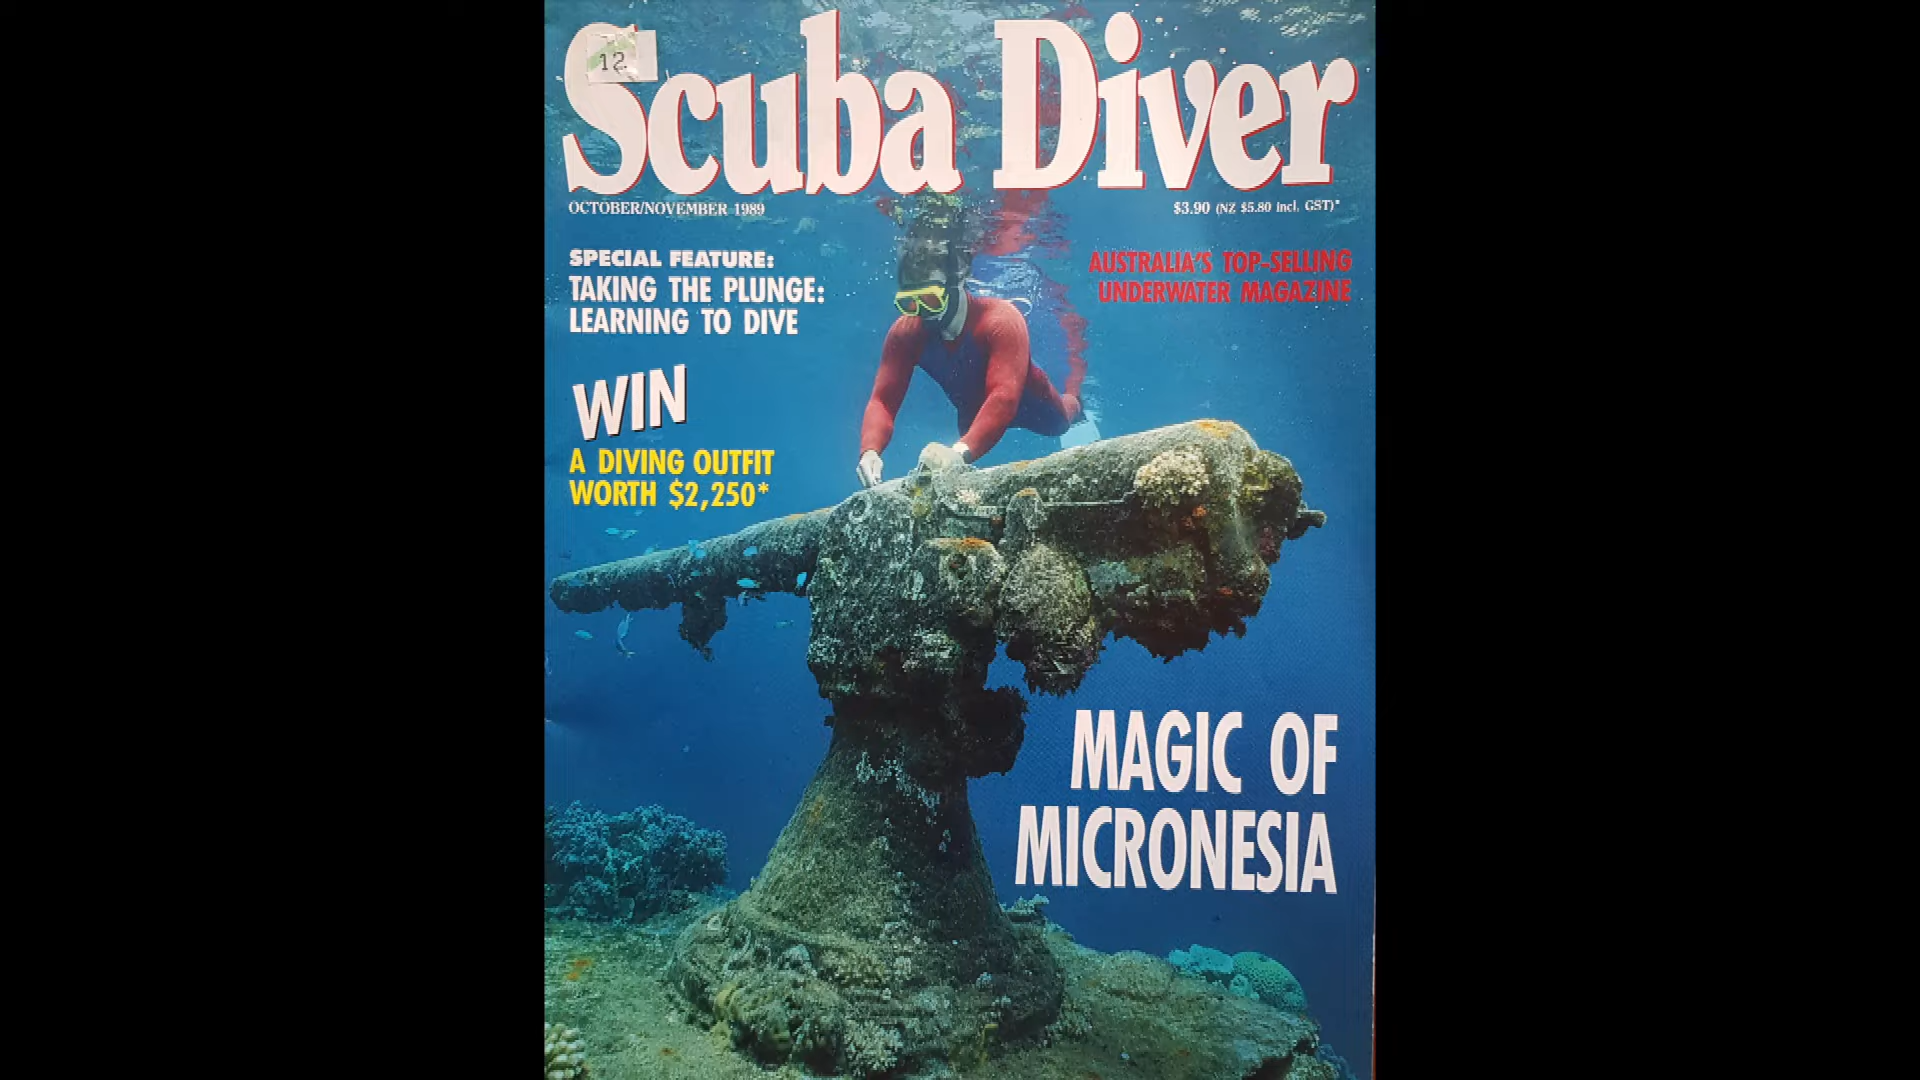 12
Scuba Diver
OCTOBER/NOVEMBER 1989
$3.90 (NZ $5.80 incl. GST)*
SPECIAL FEATURE:
TAKING THE PLUNGE:
LEARNING TO DIVE
AUSTRALIA'S TOP-SELLING
UNDERWATER MAGAZINE
WIN
A DIVING OUTFIT
WORTH $2,250*
MAGIC OF
MICRONESIA